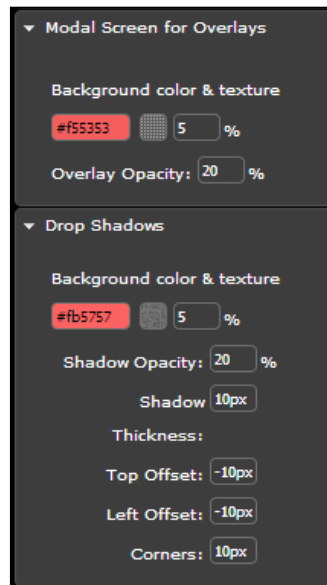 Modal Screen for Overlays
Background color & texture
#f55353 5 %
Overlay Opacity: 20 %
Drop Shadows
Background color & texture
#fb5757 5 %
Shadow Opacity: 20 %
Shadow 10px
Thickness:
Top Offset: -10px
Left Offset: -10px
Corners: 10px